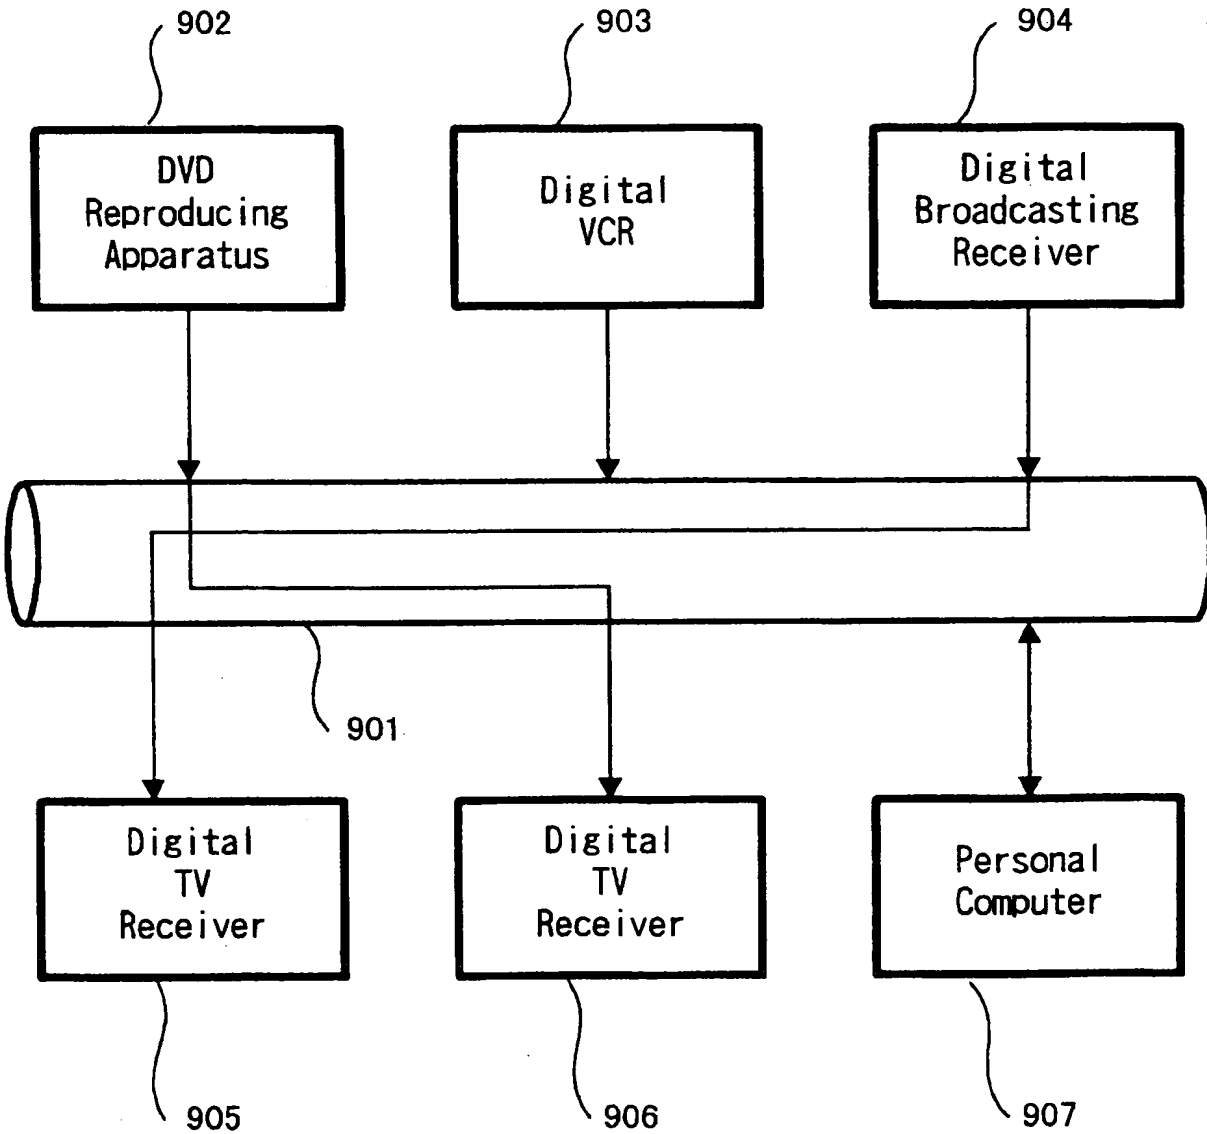 902
903
904
DVD
Reproducing
Apparatus
Digital
VCR
Digital
Broadcasting
Receiver
901
Digital
TV
Receiver
Digital
TV
Receiver
Personal
Computer
905
906
907